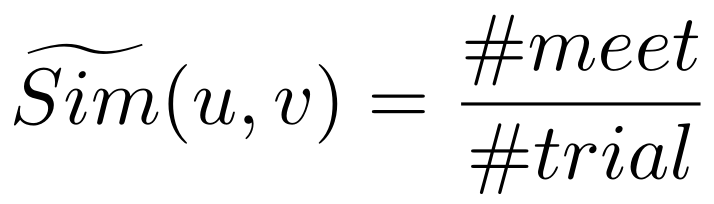 \widetilde{Sim}(u, v) = \frac{\#meet}{\#trial}